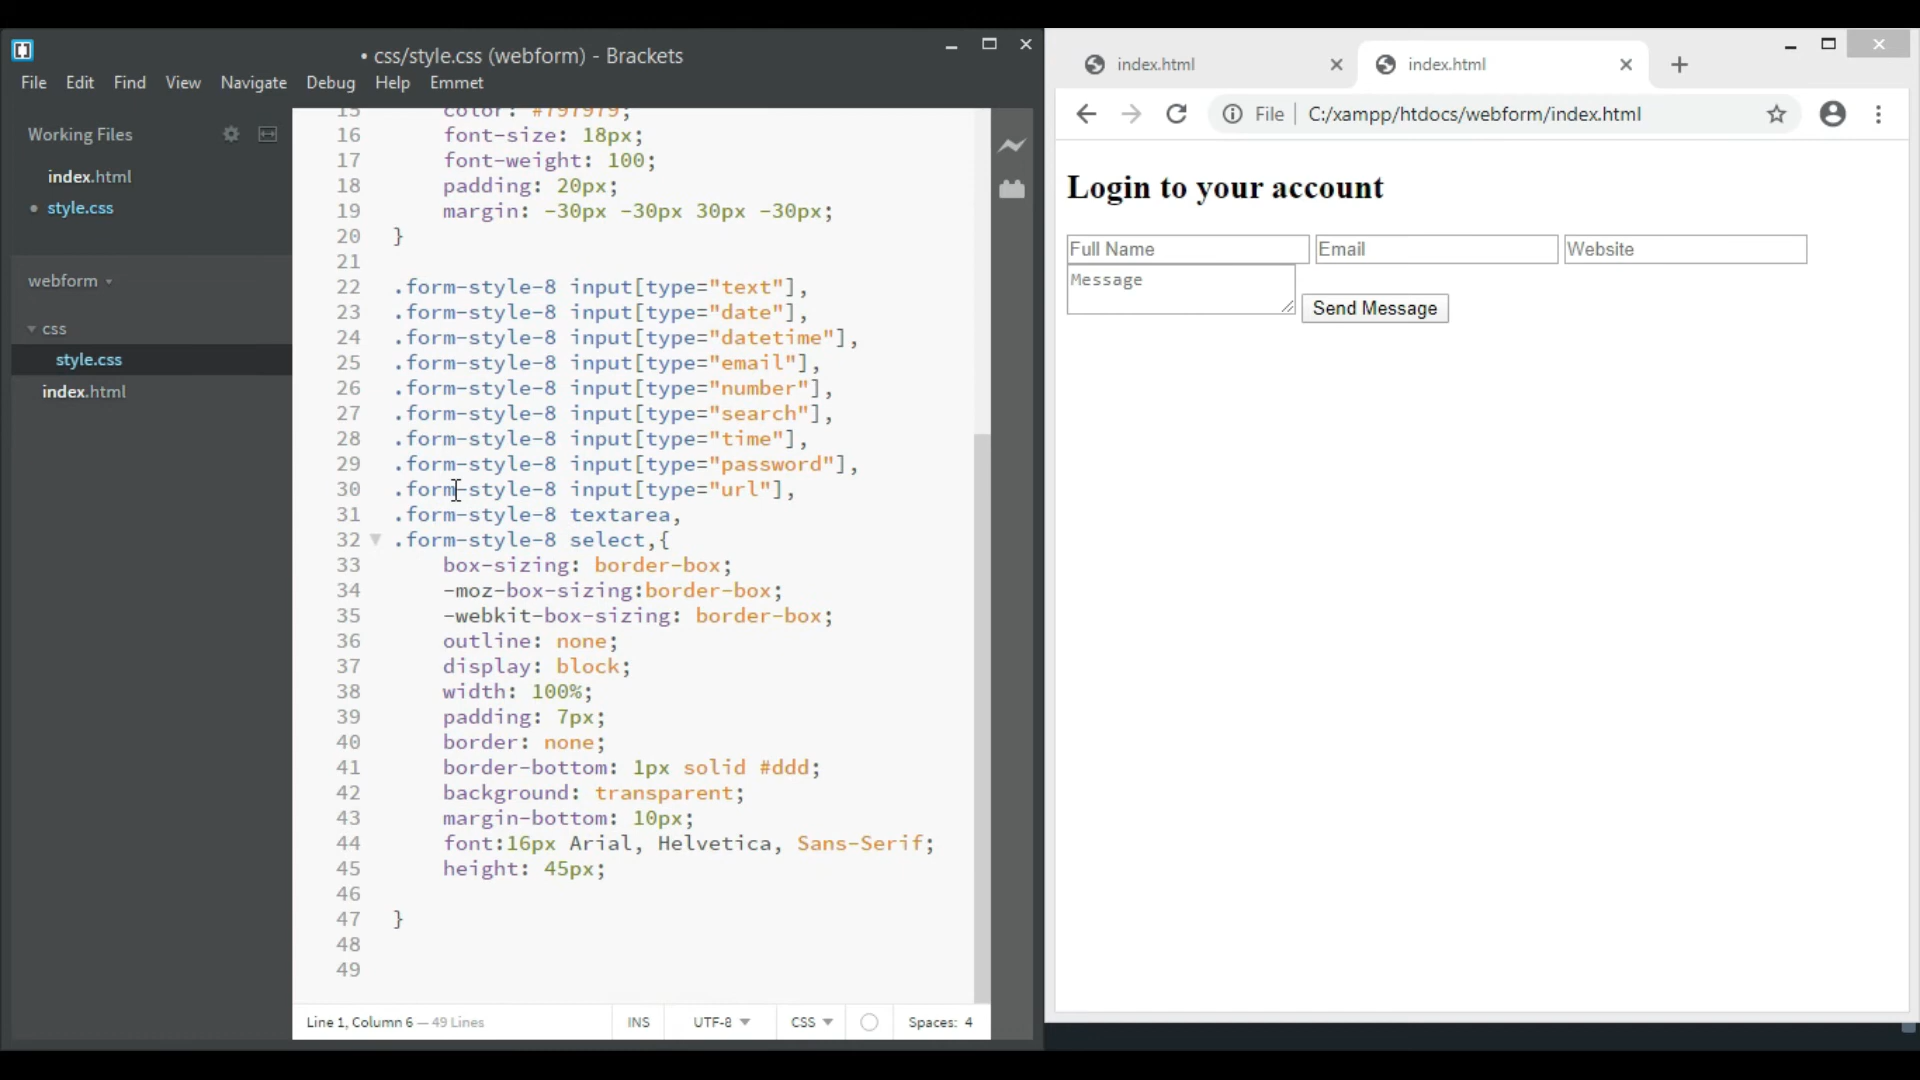 • css/style.css (webform) - Brackets
File Edit Find View Navigate Debug Help Emmet
Working Files
index.html
• style.css
webform
css
style.css
index.html
15 color: #797979;
16 font-size: 18px;
17 font-weight: 100;
18 padding: 20px;
19 margin: -30px -30px 30px -30px;
20 }
21
22 .form-style-8 input[type="text"],
23 .form-style-8 input[type="date"],
24 .form-style-8 input[type="datetime"],
25 .form-style-8 input[type="email"],
26 .form-style-8 input[type="number"],
27 .form-style-8 input[type="search"],
28 .form-style-8 input[type="time"],
29 .form-style-8 input[type="password"],
30 .form-style-8 input[type="url"],
31 .form-style-8 textarea,
32 .form-style-8 select,{
33 box-sizing: border-box;
34 -moz-box-sizing:border-box;
35 -webkit-box-sizing: border-box;
36 outline: none;
37 display: block;
38 width: 100%;
39 padding: 7px;
40 border: none;
41 border-bottom: 1px solid #ddd;
42 background: transparent;
43 margin-bottom: 10px;
44 font:16px Arial, Helvetica, Sans-Serif;
45 height: 45px;
46
47 }
48
49
Line 1, Column 6 — 49 Lines INS UTF-8 CSS Spaces: 4
index.html index.html
File C:/xampp/htdocs/webform/index.html
Login to your account
Full Name Email Website
Message
Send Message